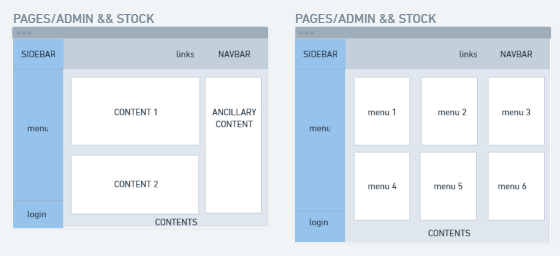 PAGES/ADMIN && STOCK
SIDEBAR
links
NAVBAR
menu
login
CONTENT 1
CONTENT 2
ANCILLARY
CONTENT
CONTENTS
PAGES/ADMIN && STOCK
SIDEBAR
links
NAVBAR
menu
login
menu 1
menu 2
menu 3
menu 4
menu 5
menu 6
CONTENTS